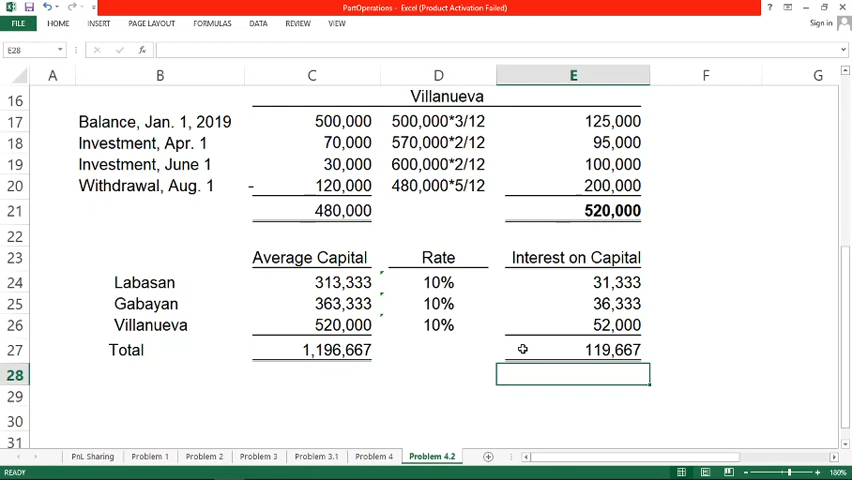 PartOperations - Excel (Product Activation Failed)
FILE HOME INSERT PAGE LAYOUT FORMULAS DATA REVIEW VIEW Sign in
E28 fx
A B C D E F G
16 Villanueva
17 Balance, Jan. 1, 2019 500,000 500,000*3/12 125,000
18 Investment, Apr. 1 70,000 570,000*2/12 95,000
19 Investment, June 1 30,000 600,000*2/12 100,000
20 Withdrawal, Aug. 1 - 120,000 480,000*5/12 200,000
21 480,000 520,000
22
23 Average Capital Rate Interest on Capital
24 Labasan 313,333 10% 31,333
25 Gabayan 363,333 10% 36,333
26 Villanueva 520,000 10% 52,000
27 Total 1,196,667 119,667
28
29
30
31
PnL Sharing Problem 1 Problem 2 Problem 3 Problem 3.1 Problem 4 Problem 4.2
READY 180%